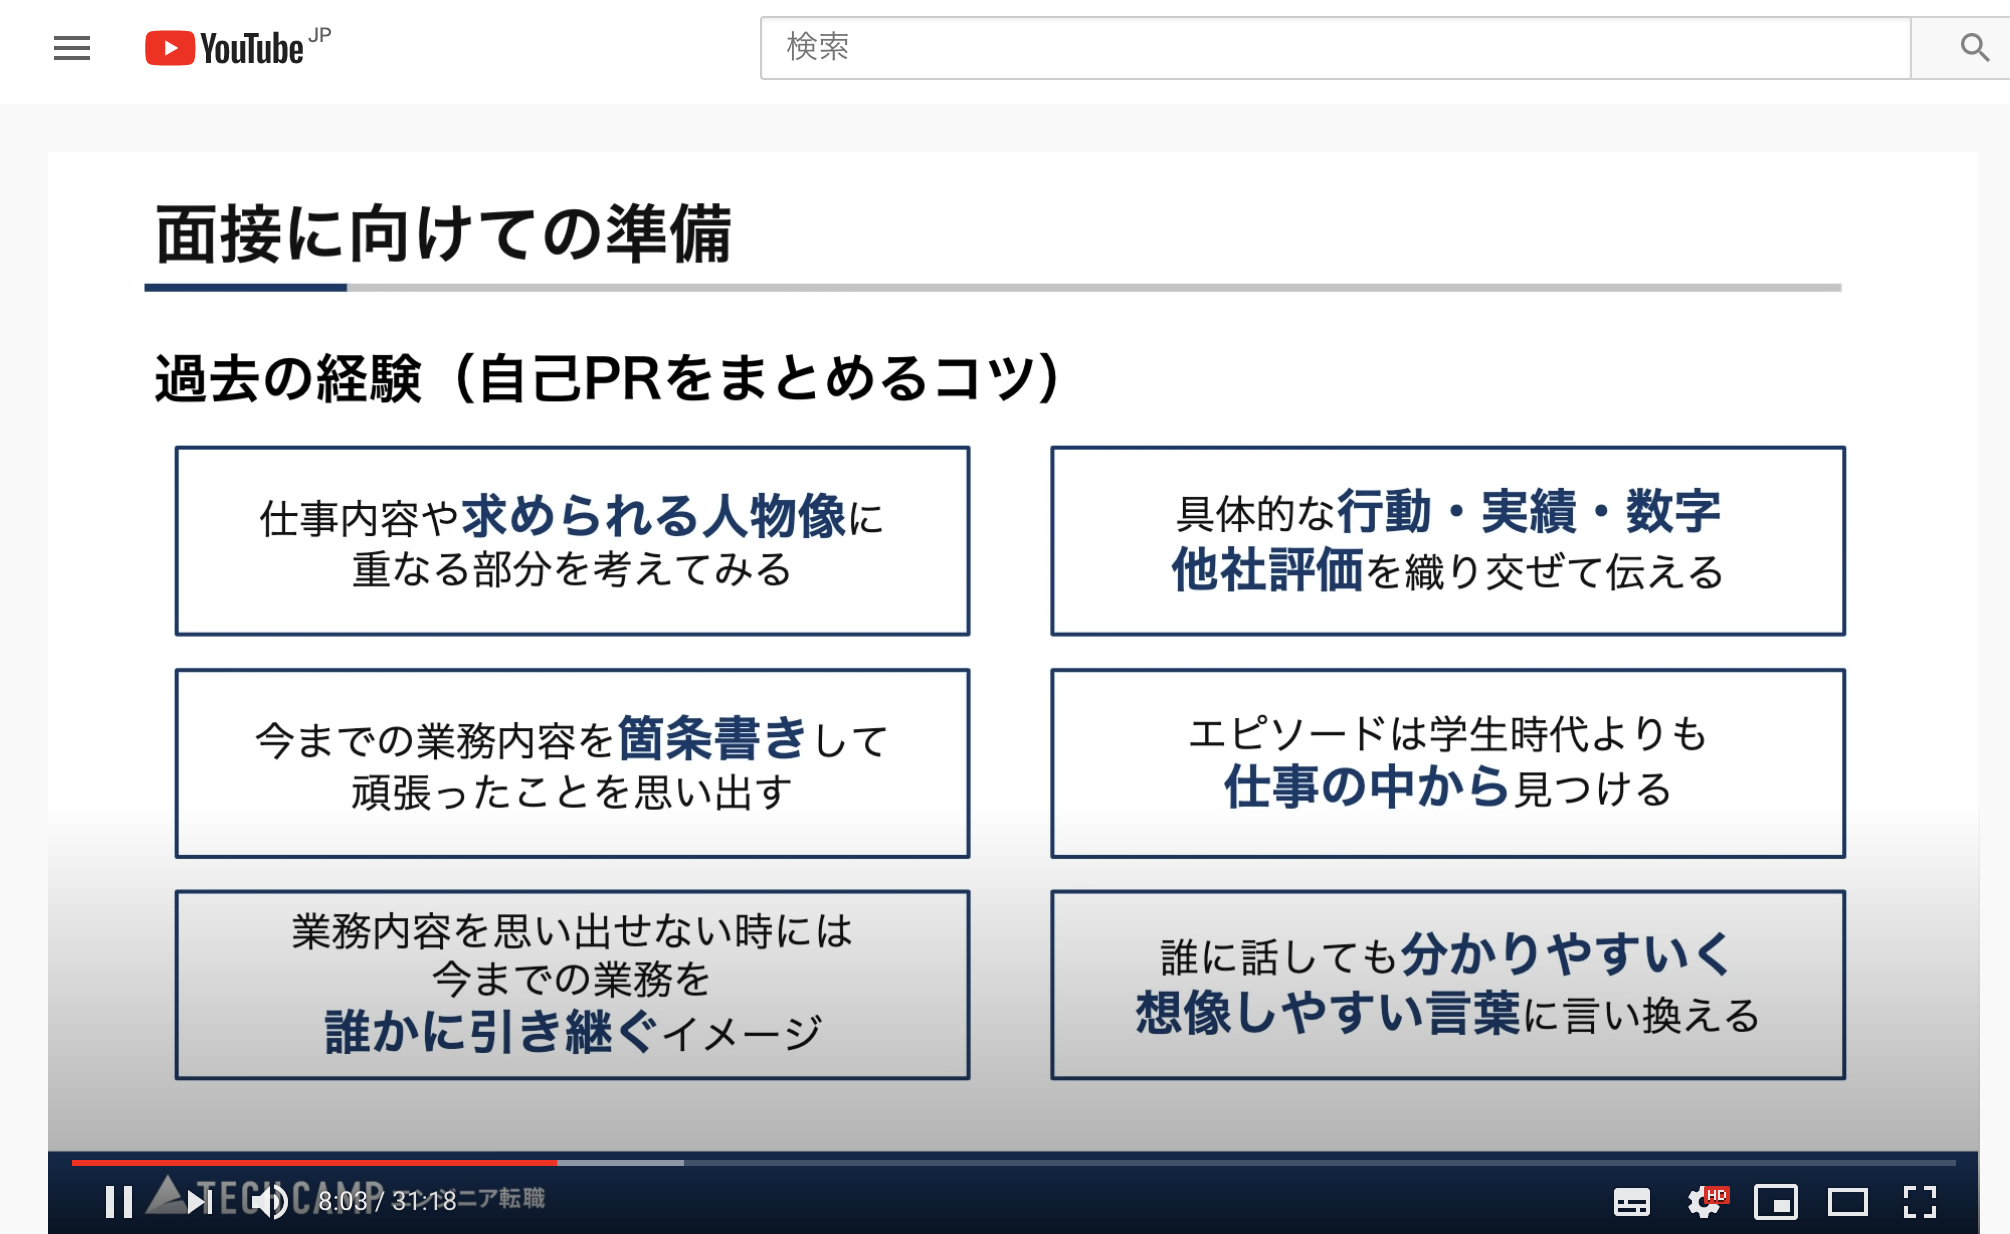 YouTube JP
検索
面接に向けての準備
過去の経験（自己PRをまとめるコツ）
仕事内容や求められる人物像に
重なる部分を考えてみる
具体的な行動・実績・数字
他社評価を織り交ぜて伝える
今までの業務内容を箇条書きして
頑張ったことを思い出す
エピソードは学生時代よりも
仕事の中から見つける
業務内容を思い出せない時には
今までの業務を
誰かに引き継ぐイメージ
誰に話しても分かりやすいく
想像しやすい言葉に言い換える
TECH CAMP エンジニア転職
8:03 / 31:18
HD